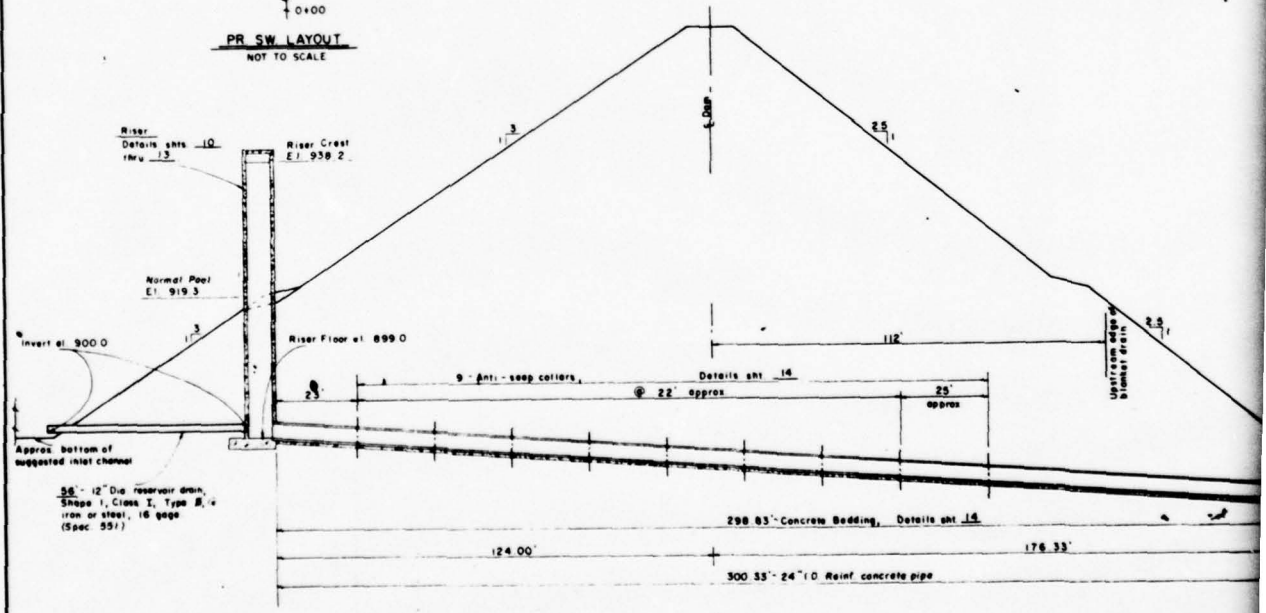 0+00
PR. SW. LAYOUT
NOT TO SCALE
Riser
Details shts 10
thru 13
Riser Crest
El. 938.2
3
1
℄ Dam
2.5
1
Normal Pool
El. 919.3
3
1
Invert el. 900.0
Riser Floor el. 899.0
112'
Upstream edge of
blanket drain
2.5
1
9 - Anti-seep collars, Details sht 14
23'
@ 22' approx
25'
approx
Approx. bottom of
suggested inlet channel
56' - 12" Dia. reservoir drain,
Shape 1, Class I, Type B,
iron or steel, 16 gage
(Spec. 551)
298.83' - Concrete Bedding, Details sht 14
124.00'
176.33'
300.33' - 24" I.D. Reinf. concrete pipe